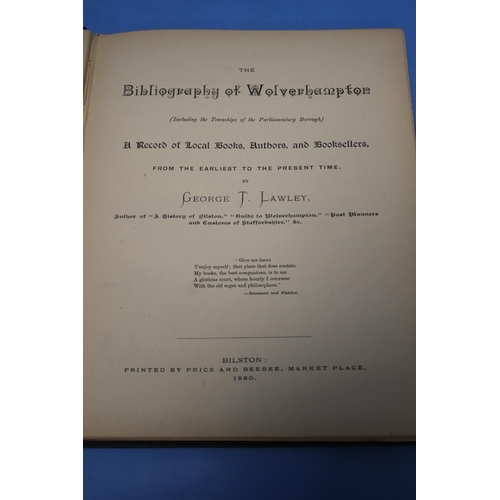 THE
Bibliography of Wolverhampton
(Including the Townships of the Parliamentary Borough)
A Record of Local Books, Authors, and Booksellers,
FROM THE EARLIEST TO THE PRESENT TIME.
BY
GEORGE T. LAWLEY,
Author of "A History of Bilston," "Guide to Wolverhampton," "Past Manners
and Customs of Staffordshire," &c.
"Give me leave
T'enjoy myself; that place that does contain
My books, the best companions, is to me
A glorious court, where hourly I converse
With the old sages and philosophers."
—Beaumont and Fletcher.
BILSTON:
PRINTED BY PRICE AND BEEBEE, MARKET PLACE,
1890.